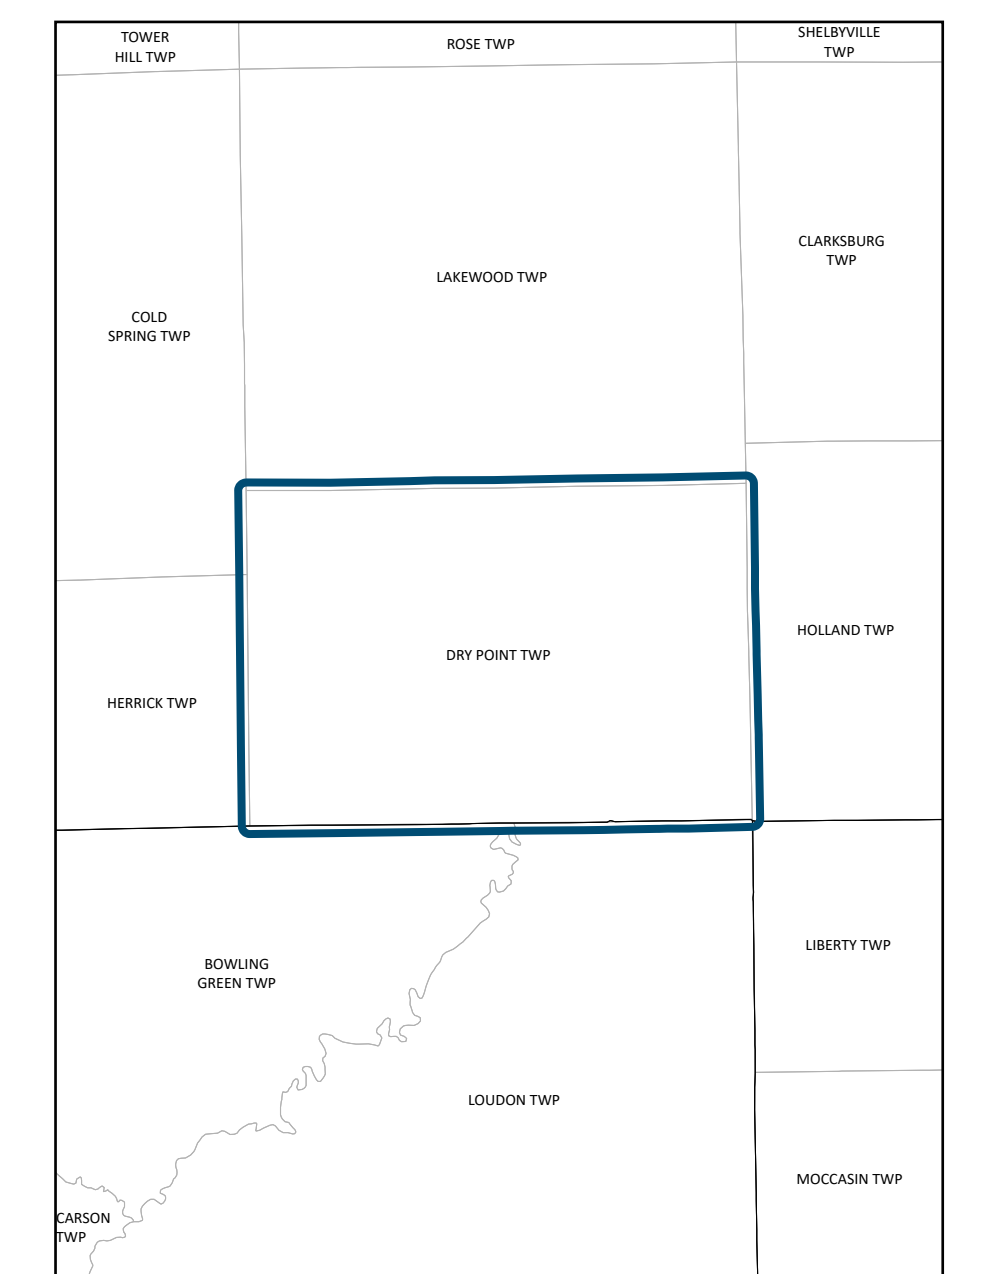 TOWER
HILL TWP
ROSE TWP
SHELBYVILLE
TWP
CLARKSBURG
TWP
LAKEWOOD TWP
COLD
SPRING TWP
HOLLAND TWP
DRY POINT TWP
HERRICK TWP
LIBERTY TWP
BOWLING
GREEN TWP
LOUDON TWP
MOCCASIN TWP
CARSON
TWP